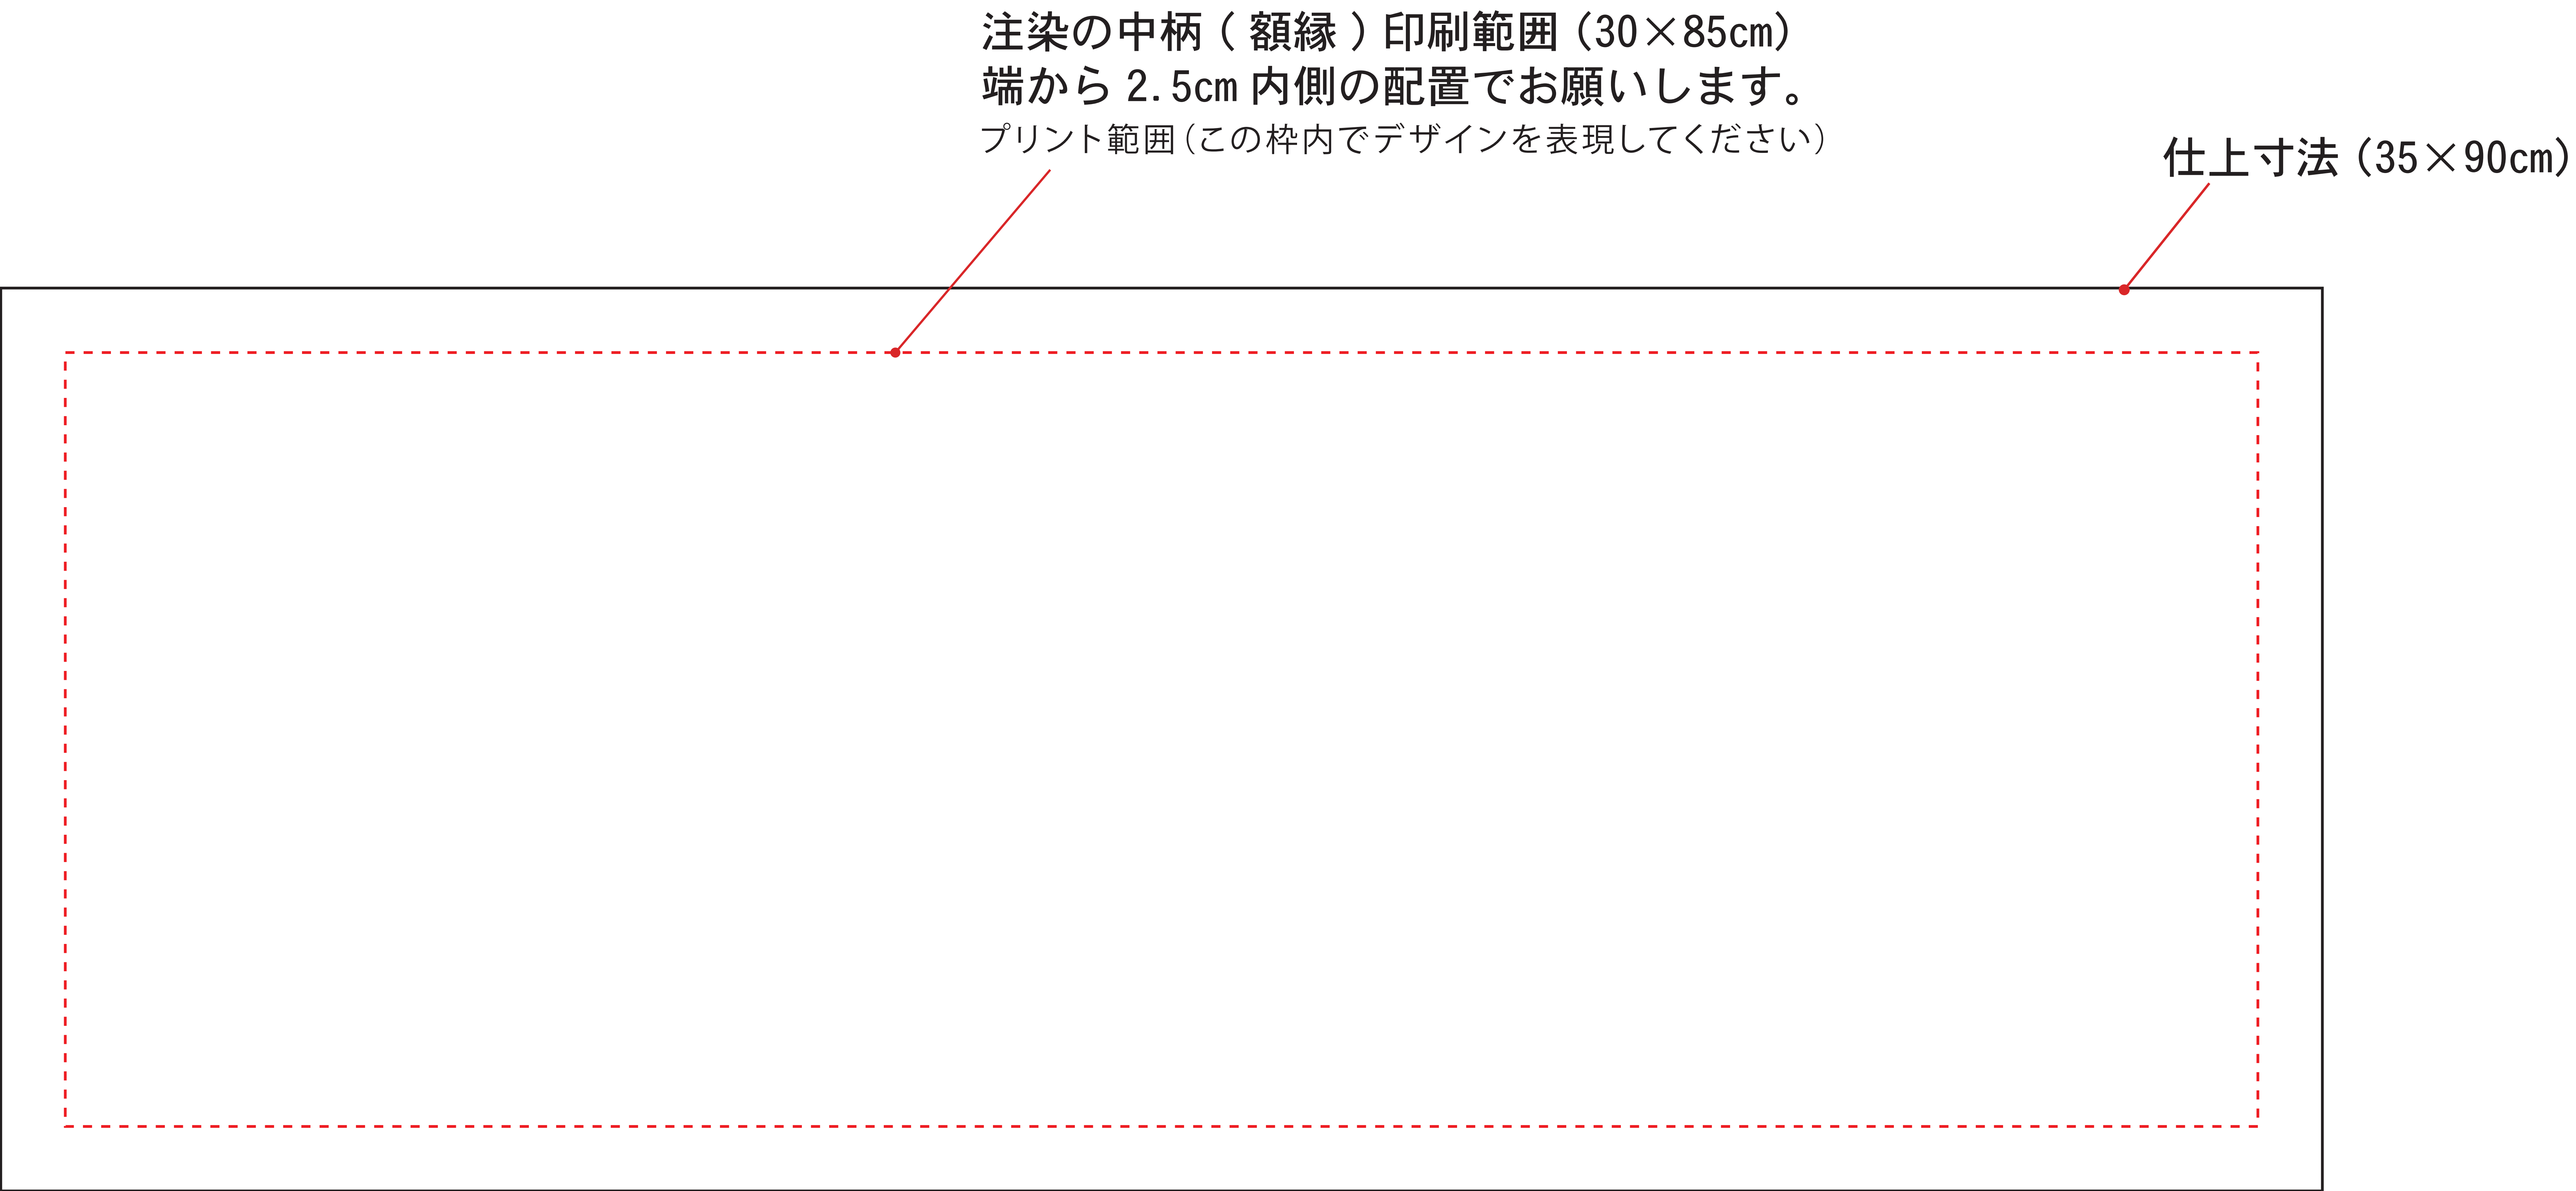 注染の中柄(額縁)印刷範囲(30×85cm)
端から2.5cm内側の配置でお願いします。
プリント範囲(この枠内でデザインを表現してください)
仕上寸法(35×90cm)